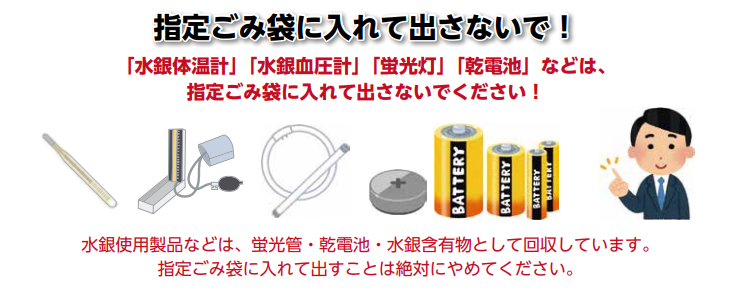 指定ごみ袋に入れて出さないで！
「水銀体温計」「水銀血圧計」「蛍光灯」「乾電池」などは、
指定ごみ袋に入れて出さないでください！
BATTERY
BATTERY
BATTERY
BATTERY
水銀使用製品などは、蛍光管・乾電池・水銀含有物として回収しています。
指定ごみ袋に入れて出すことは絶対にやめてください。